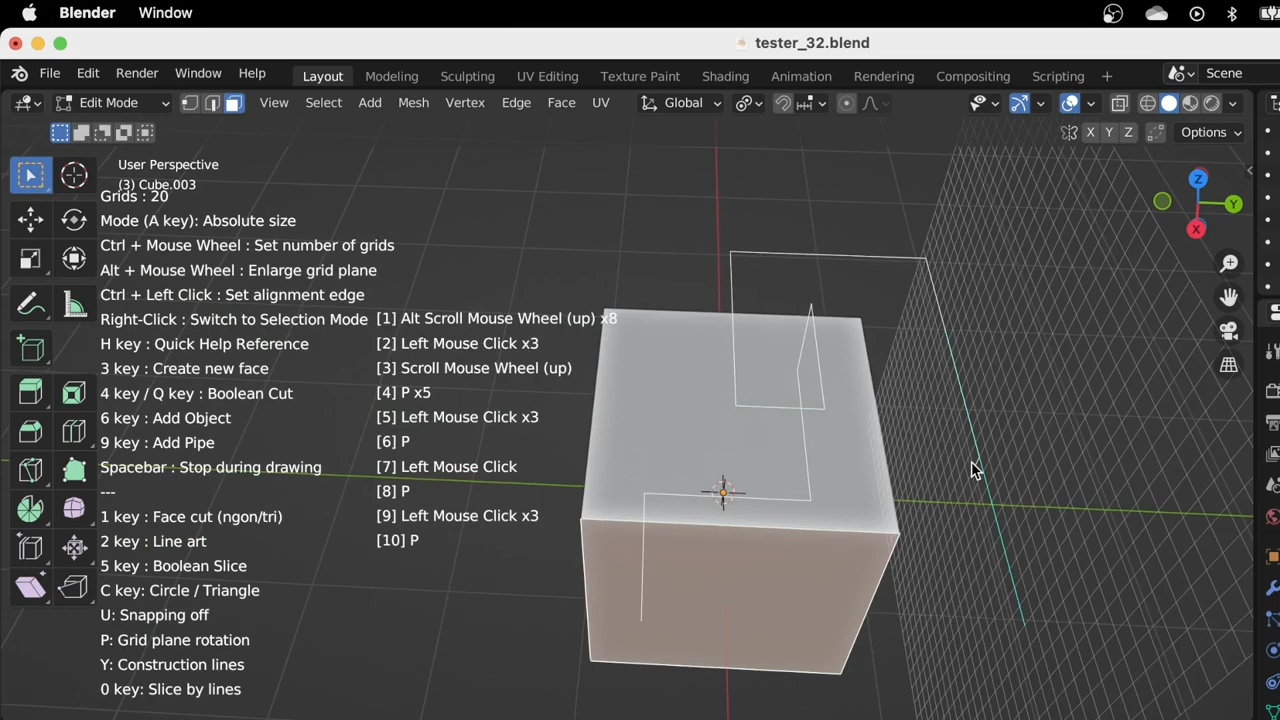 Blender Window
tester_32.blend
File Edit Render Window Help Layout Modeling Sculpting UV Editing Texture Paint Shading Animation Rendering Compositing Scripting + Scene
Edit Mode View Select Add Mesh Vertex Edge Face UV Global
X Y Z Options
User Perspective
(3) Cube.003
Grids : 20
Mode (A key): Absolute size
Ctrl + Mouse Wheel : Set number of grids
Alt + Mouse Wheel : Enlarge grid plane
Ctrl + Left Click : Set alignment edge
Right-Click : Switch to Selection Mode
H key : Quick Help Reference
3 key : Create new face
4 key / Q key : Boolean Cut
6 key : Add Object
9 key : Add Pipe
Spacebar : Stop during drawing
---
1 key : Face cut (ngon/tri)
2 key : Line art
5 key : Boolean Slice
C key: Circle / Triangle
U: Snapping off
P: Grid plane rotation
Y: Construction lines
0 key: Slice by lines
[1] Alt Scroll Mouse Wheel (up) x8
[2] Left Mouse Click x3
[3] Scroll Mouse Wheel (up)
[4] P x5
[5] Left Mouse Click x3
[6] P
[7] Left Mouse Click
[8] P
[9] Left Mouse Click x3
[10] P
Z
Y
X